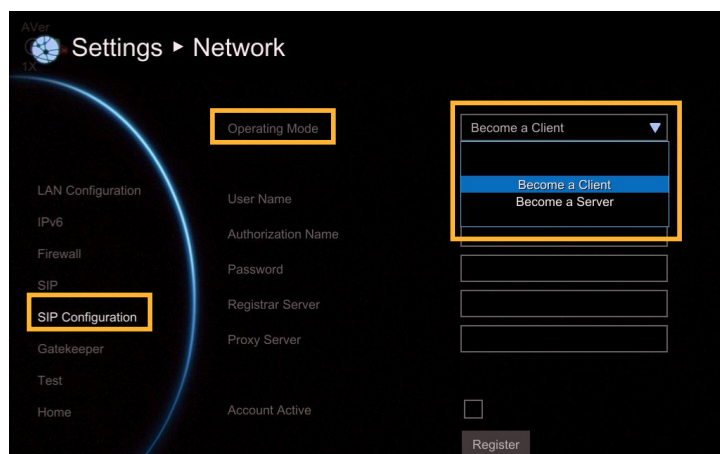 AVer
1X
Settings ► Network
Operating Mode
Become a Client
▼
Become a Client
Become a Server
LAN Configuration
IPv6
Firewall
SIP
SIP Configuration
Gatekeeper
Test
Home
User Name
Authorization Name
Password
Registrar Server
Proxy Server
Account Active
Register